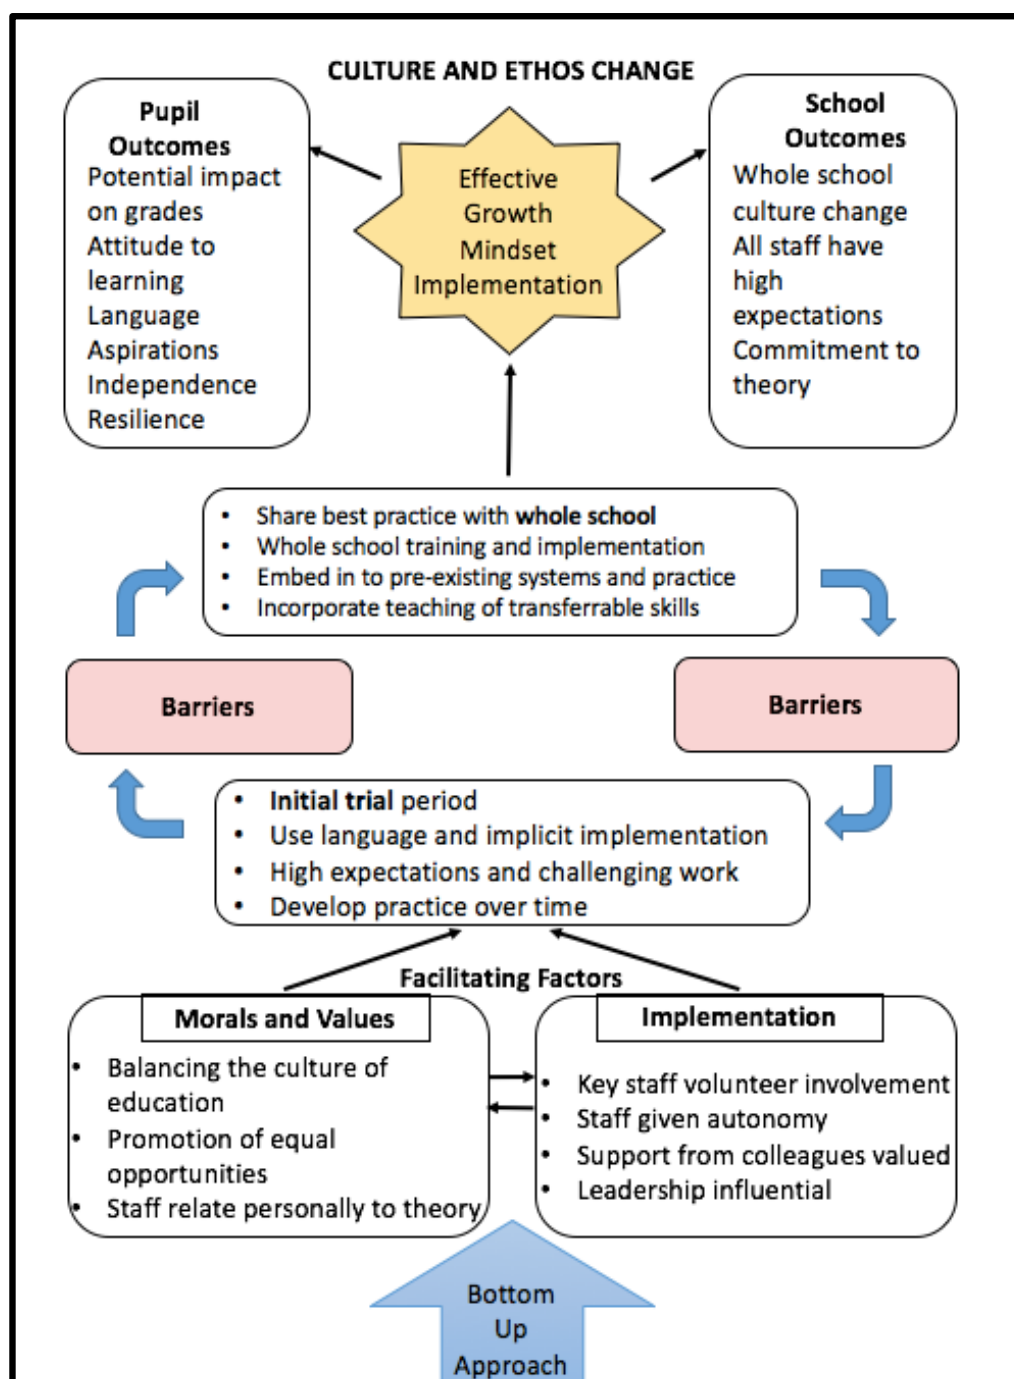 CULTURE AND ETHOS CHANGE
Pupil
Outcomes
Potential impact
on grades
Attitude to
learning
Language
Aspirations
Independence
Resilience
Effective
Growth
Mindset
Implementation
School
Outcomes
Whole school
culture change
All staff have
high
expectations
Commitment to
theory
• Share best practice with whole school
• Whole school training and implementation
• Embed in to pre-existing systems and practice
• Incorporate teaching of transferrable skills
Barriers
Barriers
• Initial trial period
• Use language and implicit implementation
• High expectations and challenging work
• Develop practice over time
Facilitating Factors
Morals and Values
• Balancing the culture of
education
• Promotion of equal
opportunities
• Staff relate personally to theory
Implementation
• Key staff volunteer involvement
• Staff given autonomy
• Support from colleagues valued
• Leadership influential
Bottom
Up
Approach